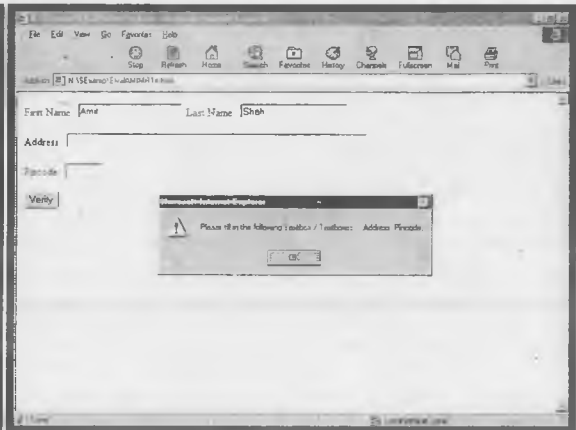 File Edit View Go Favorites Help
Stop Refresh Home Search Favorites History Channels Fullscreen Mail Print
First Name Amit Last Name Shah
Address
Pincode
Verify
Microsoft Internet Explorer
Please fill in the following Textbox / Textboxes: Address Pincode
OK